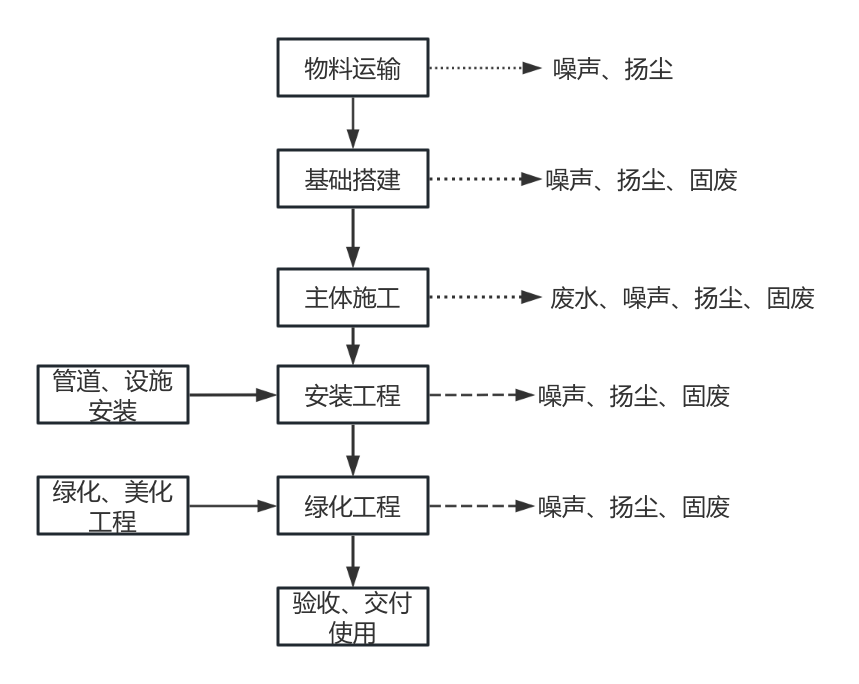 物料运输
噪声、扬尘
基础搭建
噪声、扬尘、固废
主体施工
废水、噪声、扬尘、固废
管道、设施
安装
安装工程
噪声、扬尘、固废
绿化、美化
工程
绿化工程
噪声、扬尘、固废
验收、交付
使用